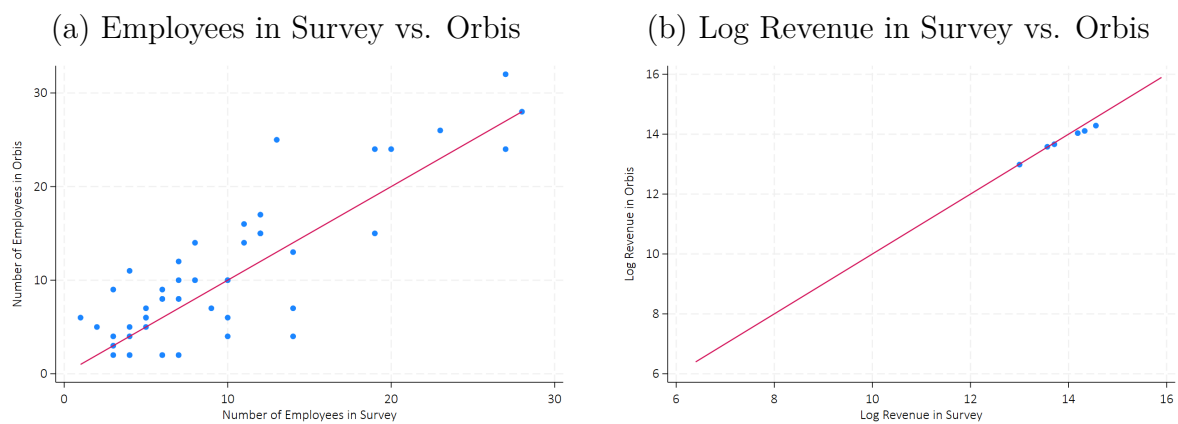 (a) Employees in Survey vs. Orbis
Number of Employees in Orbis
30
20
10
0
0 10 20 30
Number of Employees in Survey
(b) Log Revenue in Survey vs. Orbis
Log Revenue in Orbis
16
14
12
10
8
6
6 8 10 12 14 16
Log Revenue in Survey